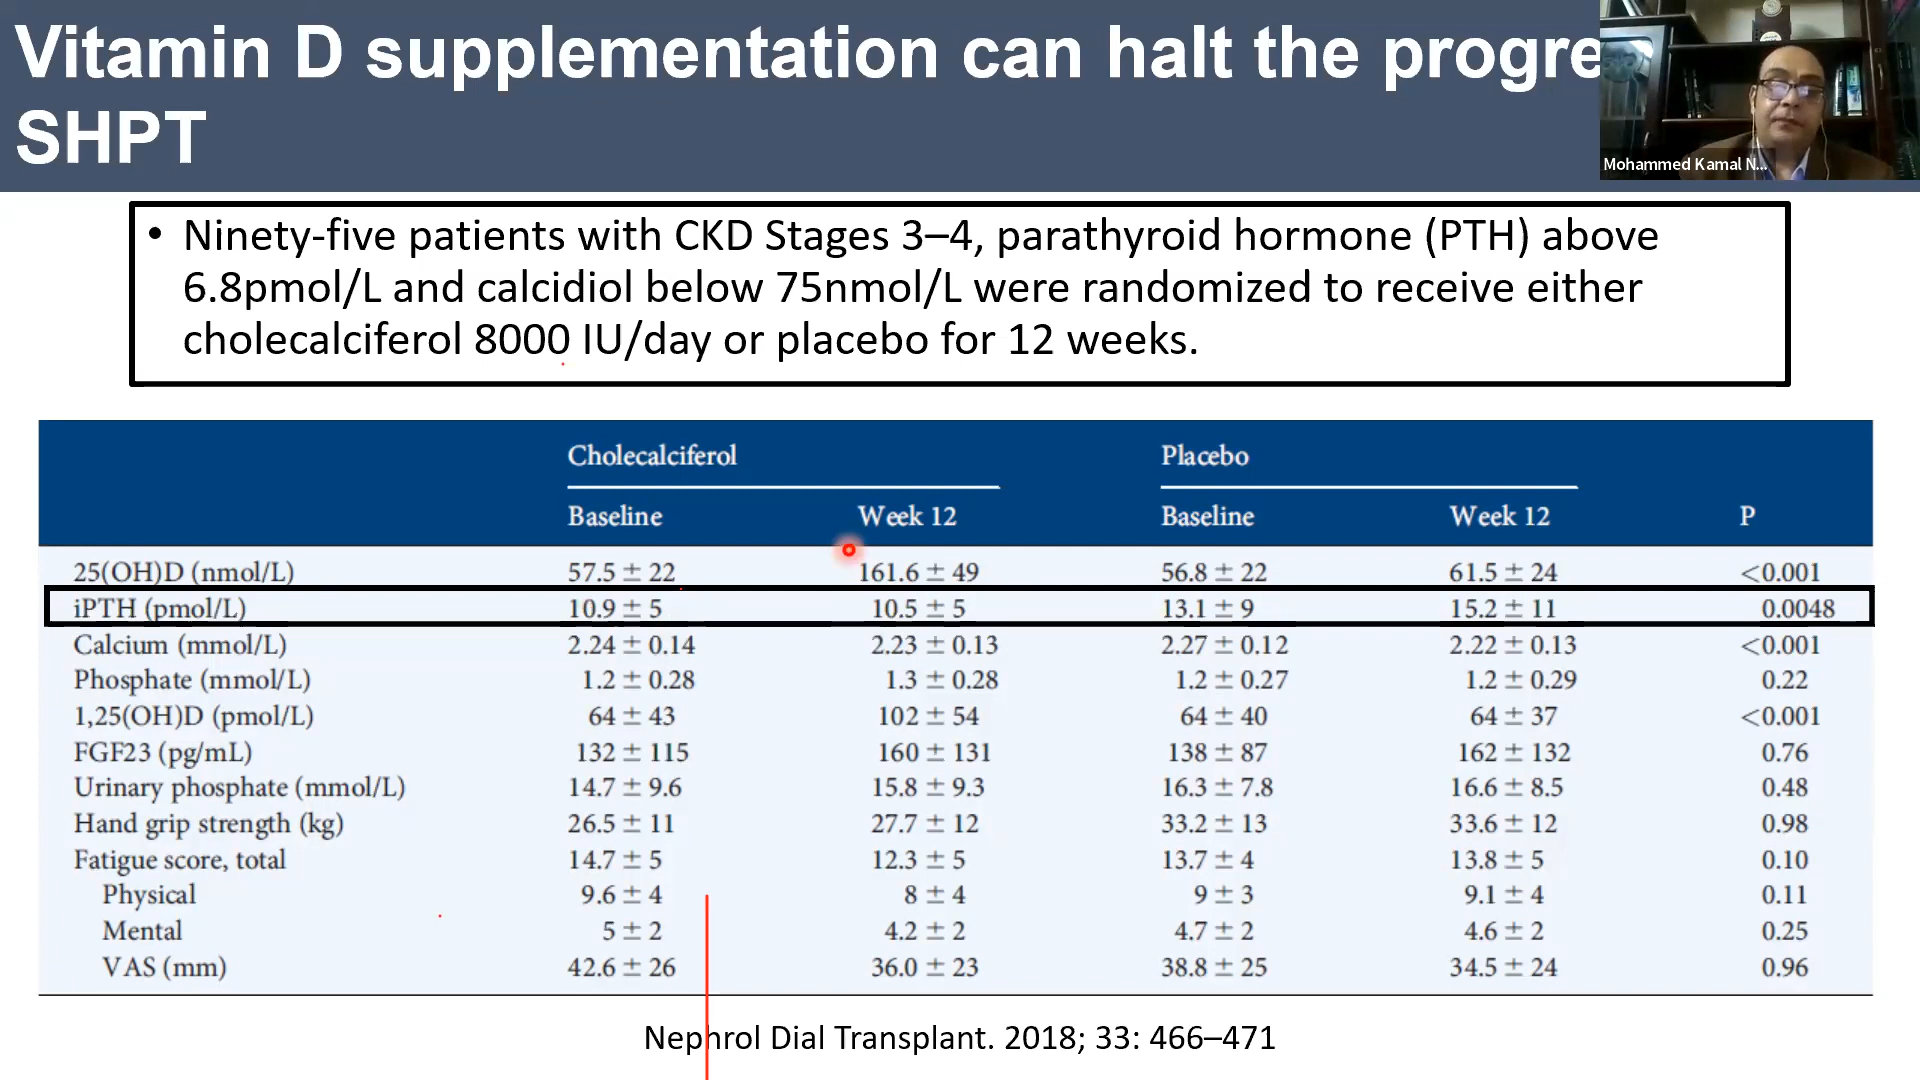 Vitamin D supplementation can halt the progre
SHPT
Mohammed Kamal N...
• Ninety-five patients with CKD Stages 3–4, parathyroid hormone (PTH) above
6.8pmol/L and calcidiol below 75nmol/L were randomized to receive either
cholecalciferol 8000 IU/day or placebo for 12 weeks.
Cholecalciferol Placebo
Baseline Week 12 Baseline Week 12 P
25(OH)D (nmol/L) 57.5 ± 22 161.6 ± 49 56.8 ± 22 61.5 ± 24 <0.001
iPTH (pmol/L) 10.9 ± 5 10.5 ± 5 13.1 ± 9 15.2 ± 11 0.0048
Calcium (mmol/L) 2.24 ± 0.14 2.23 ± 0.13 2.27 ± 0.12 2.22 ± 0.13 <0.001
Phosphate (mmol/L) 1.2 ± 0.28 1.3 ± 0.28 1.2 ± 0.27 1.2 ± 0.29 0.22
1,25(OH)D (pmol/L) 64 ± 43 102 ± 54 64 ± 40 64 ± 37 <0.001
FGF23 (pg/mL) 132 ± 115 160 ± 131 138 ± 87 162 ± 132 0.76
Urinary phosphate (mmol/L) 14.7 ± 9.6 15.8 ± 9.3 16.3 ± 7.8 16.6 ± 8.5 0.48
Hand grip strength (kg) 26.5 ± 11 27.7 ± 12 33.2 ± 13 33.6 ± 12 0.98
Fatigue score, total 14.7 ± 5 12.3 ± 5 13.7 ± 4 13.8 ± 5 0.10
Physical 9.6 ± 4 8 ± 4 9 ± 3 9.1 ± 4 0.11
Mental 5 ± 2 4.2 ± 2 4.7 ± 2 4.6 ± 2 0.25
VAS (mm) 42.6 ± 26 36.0 ± 23 38.8 ± 25 34.5 ± 24 0.96
Nephrol Dial Transplant. 2018; 33: 466–471